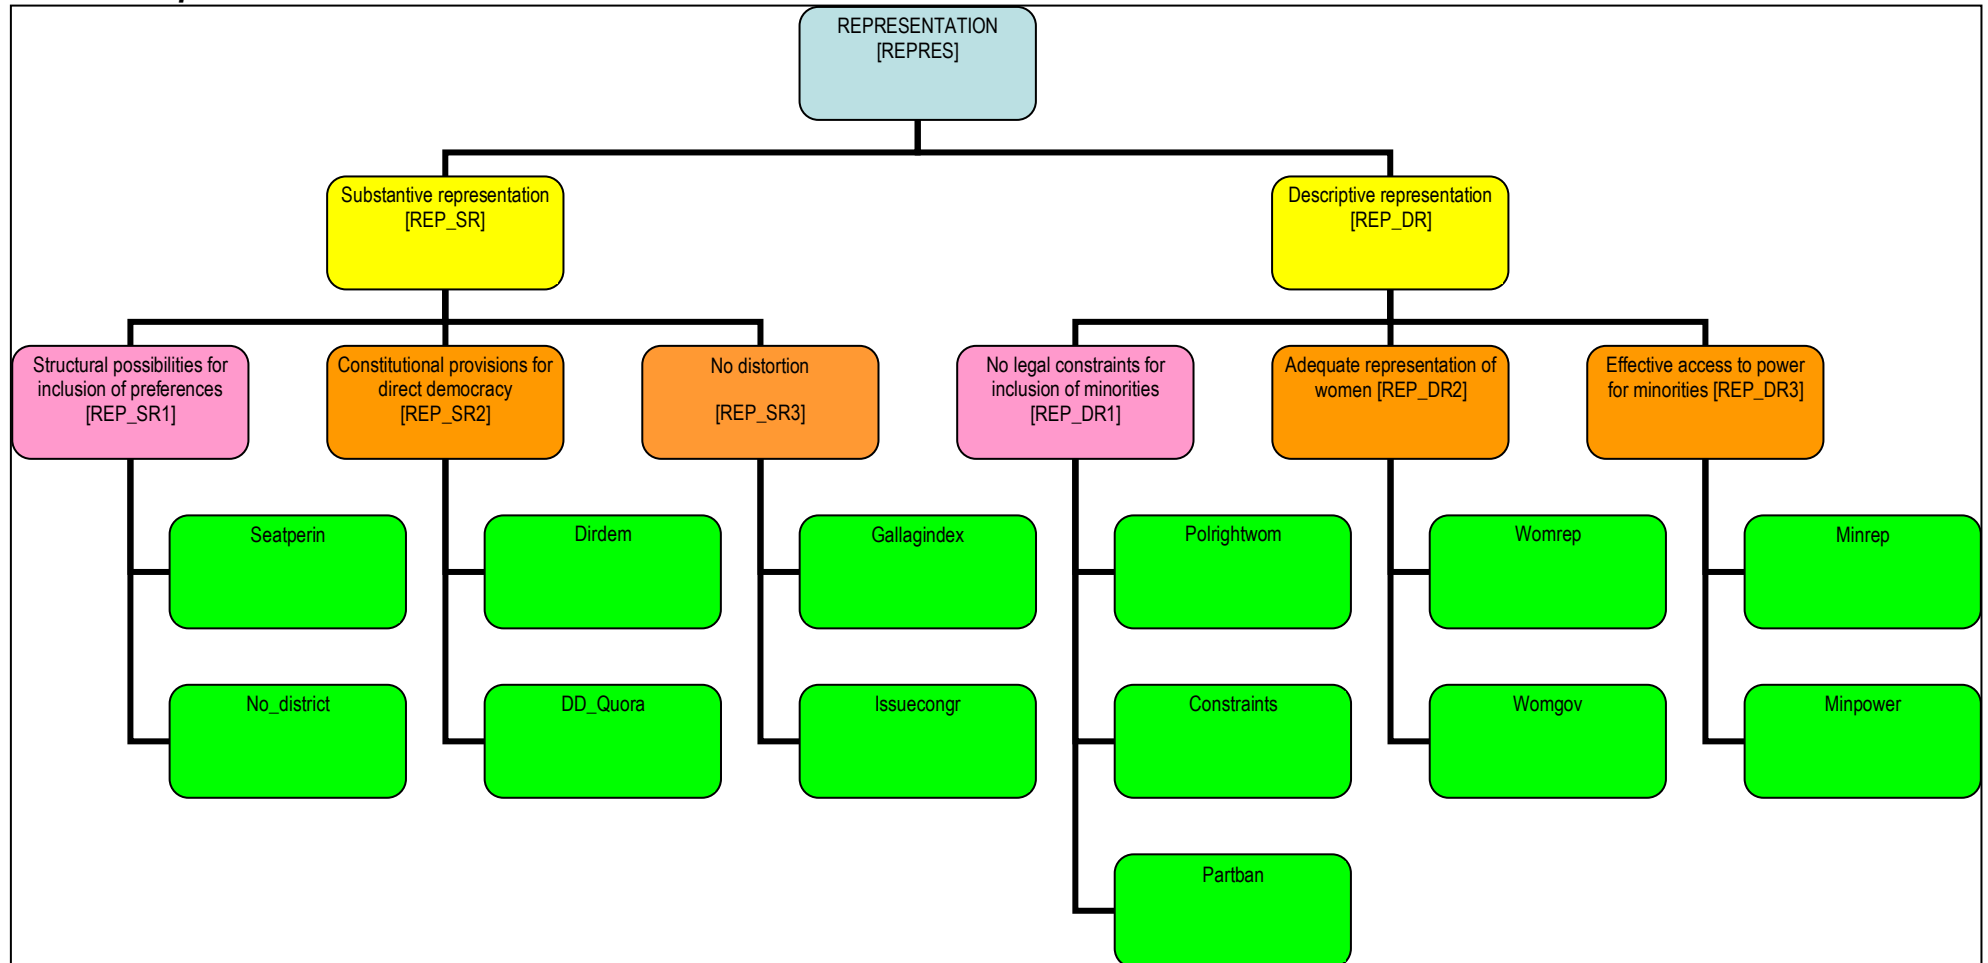 REPRESENTATION
[REPRES]
Substantive representation
[REP_SR]
Descriptive representation
[REP_DR]
Structural possibilities for
inclusion of preferences
[REP_SR1]
Constitutional provisions for
direct democracy
[REP_SR2]
No distortion
[REP_SR3]
No legal constraints for
inclusion of minorities
[REP_DR1]
Adequate representation of
women [REP_DR2]
Effective access to power
for minorities [REP_DR3]
Seatperin
Dirdem
Gallagindex
Polrightwom
Womrep
Minrep
No_district
DD_Quora
Issuecongr
Constraints
Womgov
Minpower
Partban